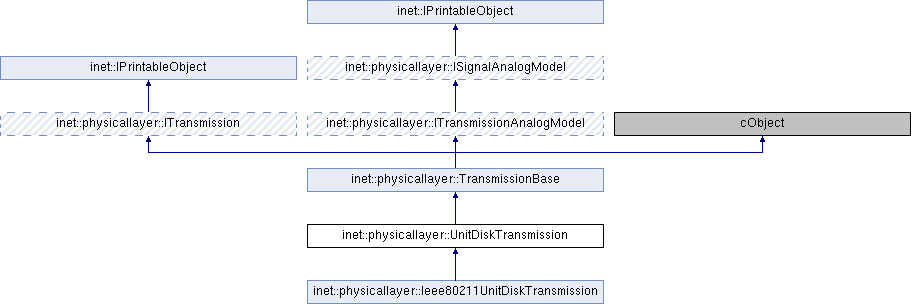 inet::IPrintableObject
inet::IPrintableObject
inet::physicallayer::ISignalAnalogModel
inet::physicallayer::ITransmission
inet::physicallayer::ITransmissionAnalogModel
cObject
inet::physicallayer::TransmissionBase
inet::physicallayer::UnitDiskTransmission
inet::physicallayer::Ieee80211UnitDiskTransmission